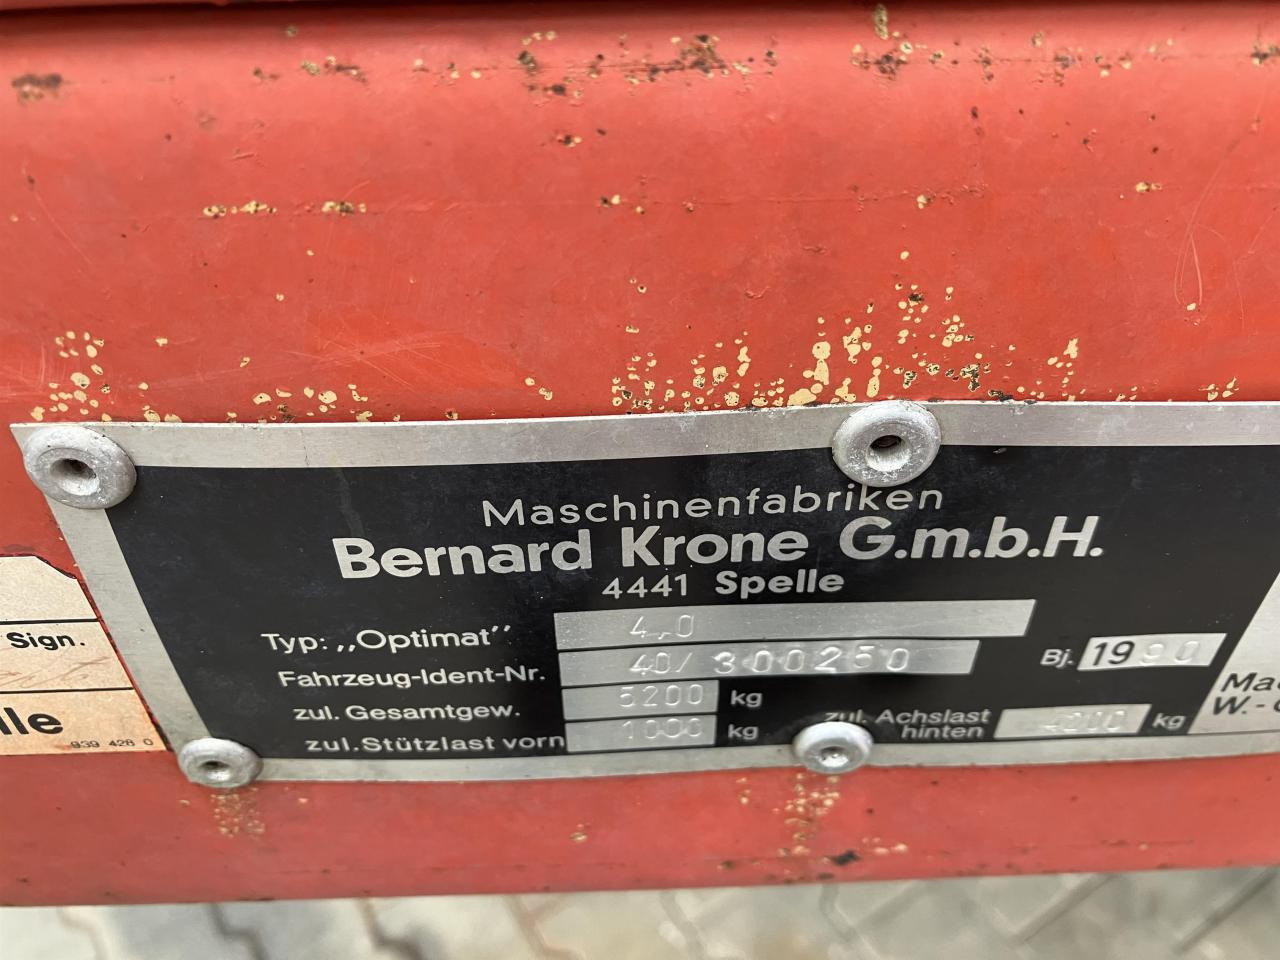 Maschinenfabriken
Bernard Krone G.m.b.H.
4441 Spelle
Typ: „Optimat" 4,0
Fahrzeug-Ident-Nr. 40/300250 Bj. 1990
zul. Gesamtgew. 5200 kg
zul. Stützlast vorn 1000 kg zul. Achslast hinten 4200 kg
Sign.
lle
939 428 0
W.-